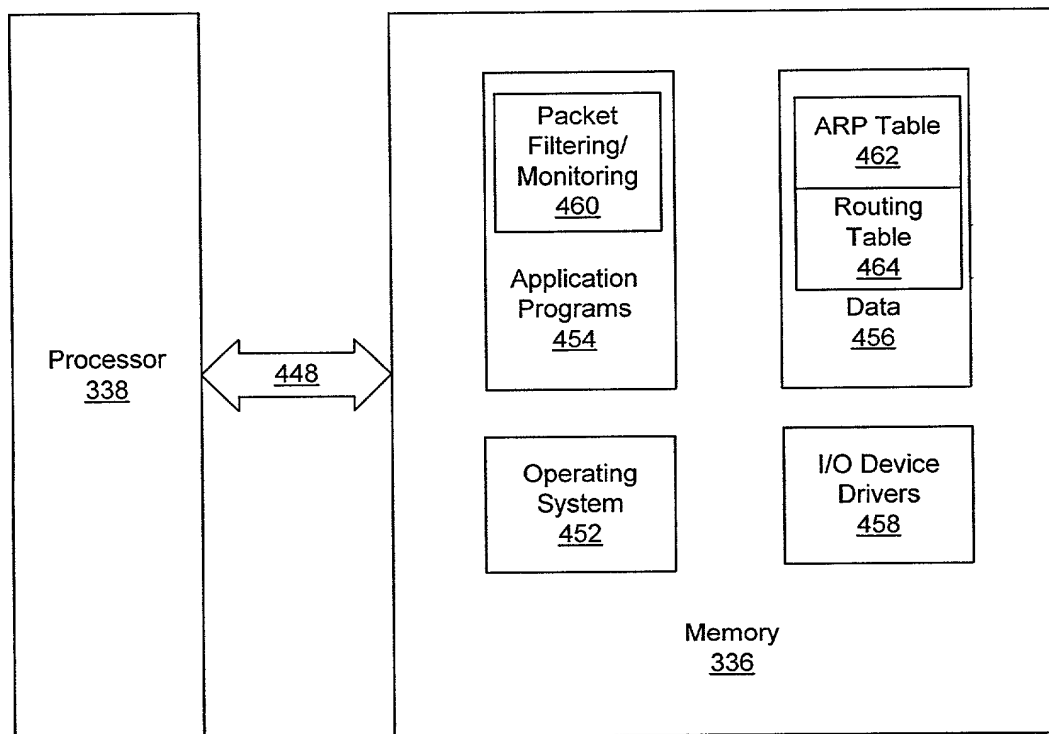 Processor
338
448
Packet
Filtering/
Monitoring
460
Application
Programs
454
ARP Table
462
Routing
Table
464
Data
456
Operating
System
452
I/O Device
Drivers
458
Memory
336